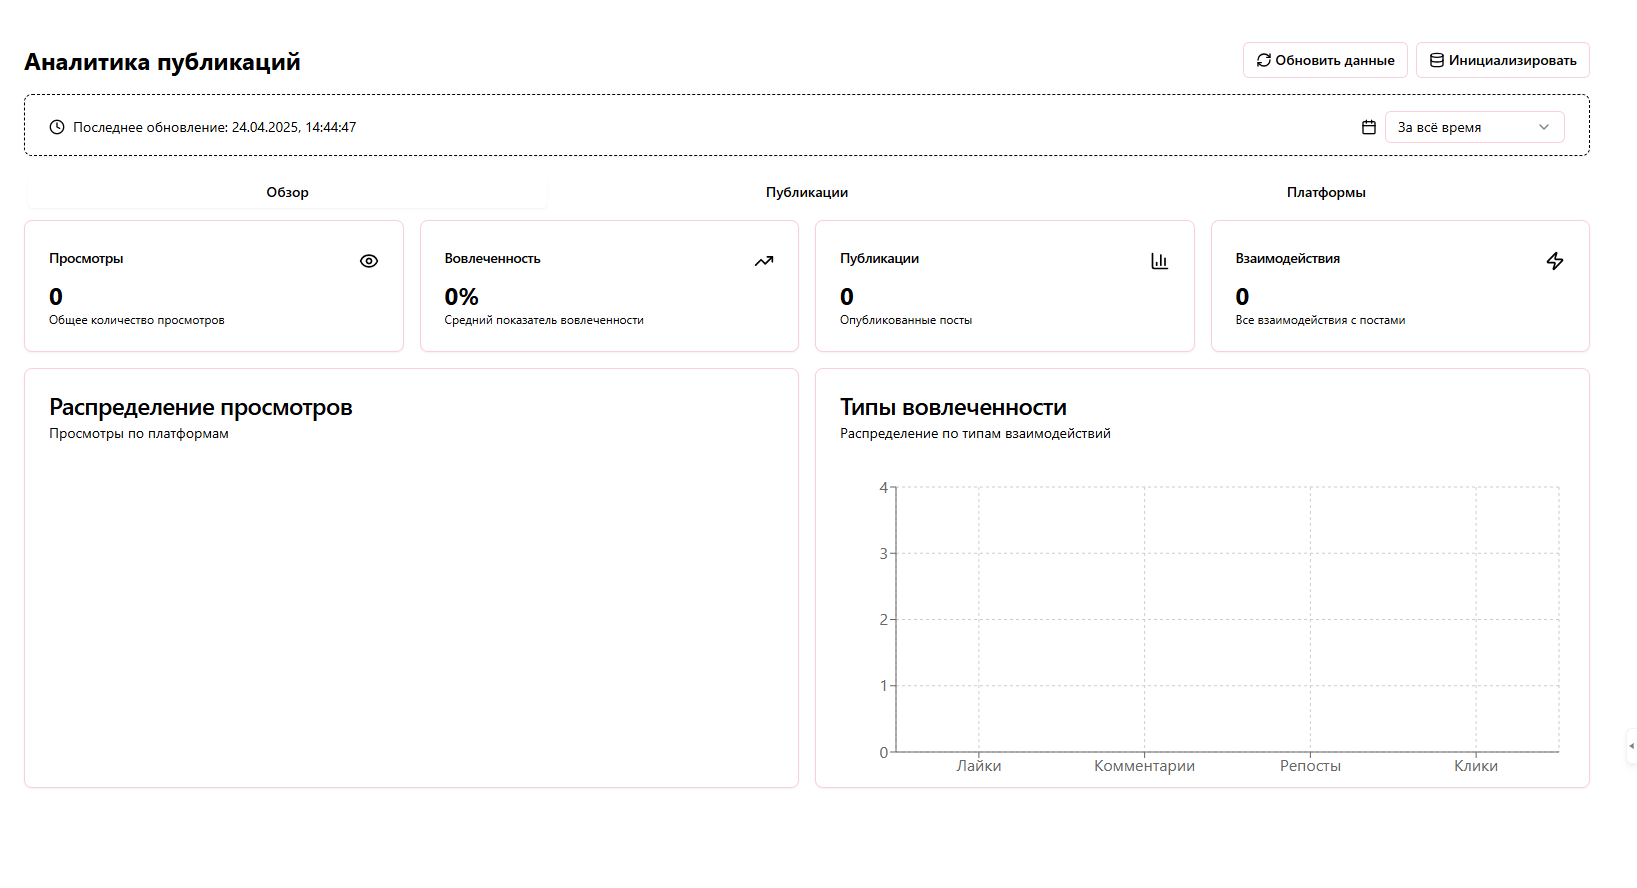 Аналитика публикаций
Обновить данные
Инициализировать
Последнее обновление: 24.04.2025, 14:44:47
За всё время
Обзор
Публикации
Платформы
Просмотры
0
Общее количество просмотров
Вовлеченность
0%
Средний показатель вовлеченности
Публикации
0
Опубликованные посты
Взаимодействия
0
Все взаимодействия с постами
Распределение просмотров
Просмотры по платформам
Типы вовлеченности
Распределение по типам взаимодействий
4
3
2
1
0
Лайки
Комментарии
Репосты
Клики